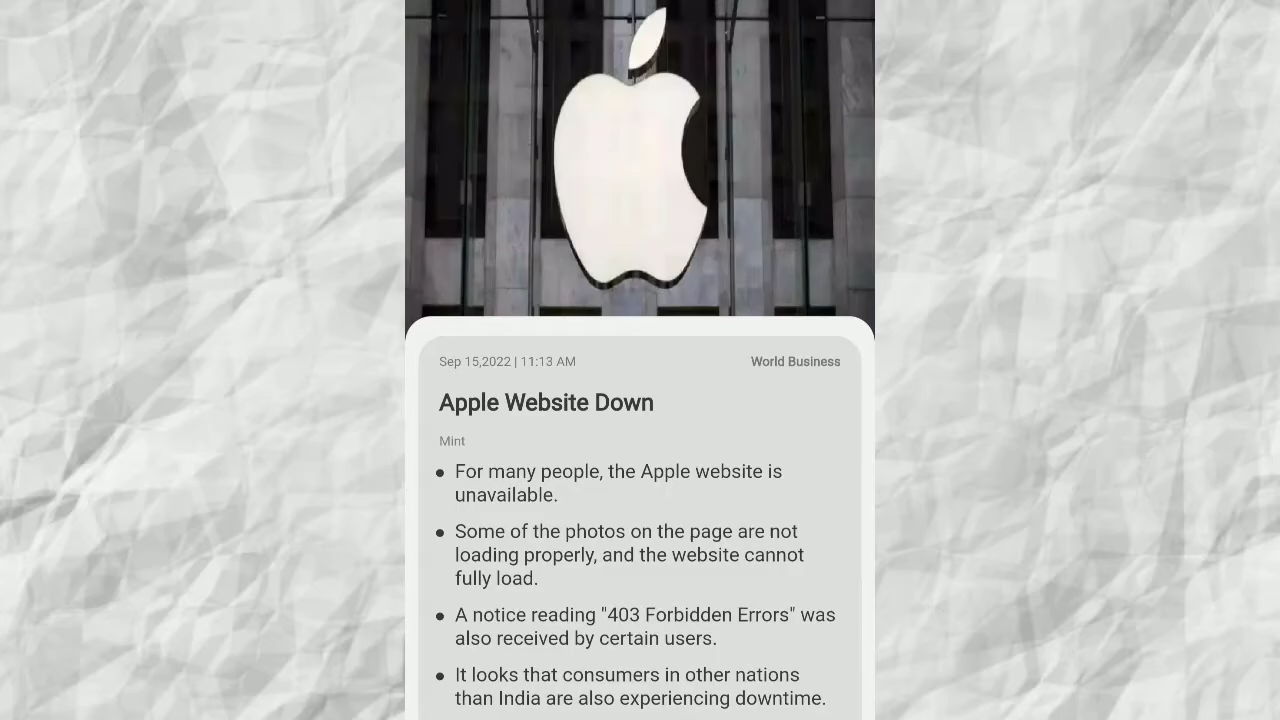 Sep 15,2022 | 11:13 AM
World Business
Apple Website Down
Mint
For many people, the Apple website is
unavailable.
Some of the photos on the page are not
loading properly, and the website cannot
fully load.
A notice reading "403 Forbidden Errors" was
also received by certain users.
It looks that consumers in other nations
than India are also experiencing downtime.